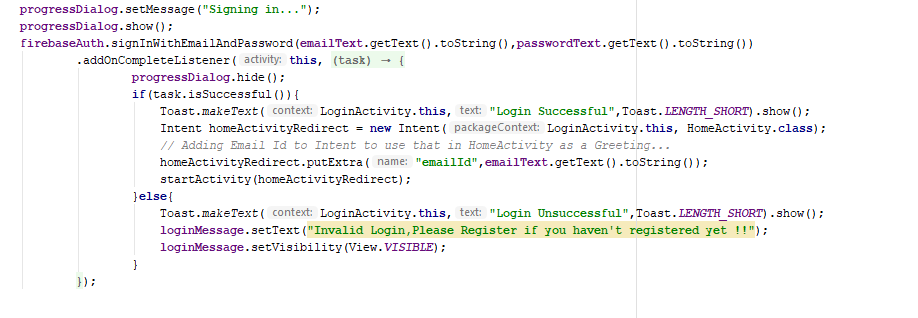 progressDialog.setMessage("Signing in...");
progressDialog.show();
firebaseAuth.signInWithEmailAndPassword(emailText.getText().toString(),passwordText.getText().toString())
.addOnCompleteListener( activity: this, (task) → {
progressDialog.hide();
if(task.isSuccessful()){
Toast.makeText( context: LoginActivity.this, text: "Login Successful",Toast.LENGTH_SHORT).show();
Intent homeActivityRedirect = new Intent( packageContext: LoginActivity.this, HomeActivity.class);
// Adding Email Id to Intent to use that in HomeActivity as a Greeting...
homeActivityRedirect.putExtra( name: "emailId",emailText.getText().toString());
startActivity(homeActivityRedirect);
}else{
Toast.makeText( context: LoginActivity.this, text: "Login Unsuccessful",Toast.LENGTH_SHORT).show();
loginMessage.setText("Invalid Login,Please Register if you haven't registered yet !!");
loginMessage.setVisibility(View.VISIBLE);
}
});